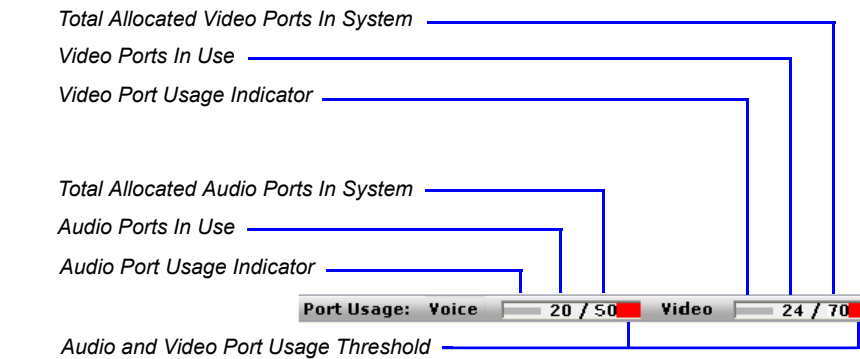 Total Allocated Video Ports In System
Video Ports In Use
Video Port Usage Indicator
Total Allocated Audio Ports In System
Audio Ports In Use
Audio Port Usage Indicator
Port Usage: Voice 20 / 50 Video 24 / 70
Audio and Video Port Usage Threshold